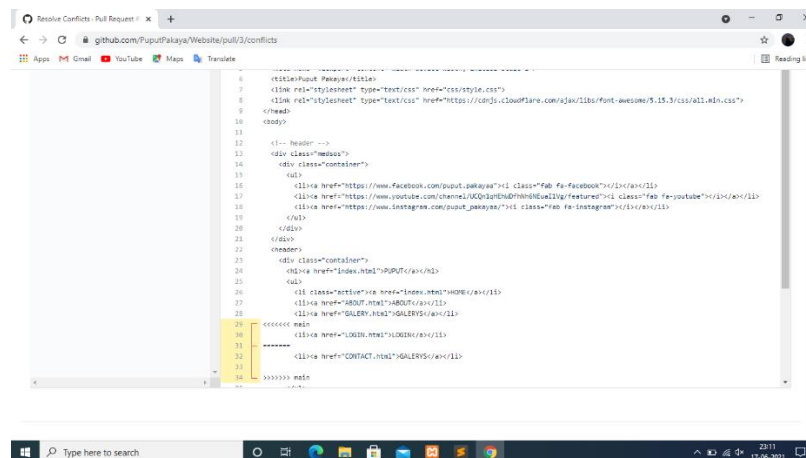 Resolve Conflicts · Pull Request #
github.com/PuputPakaya/Website/pull/3/conflicts
Apps Gmail YouTube Maps Translate Reading li
6 <title>Puput Pakaya</title>
7 <link rel="stylesheet" type="text/css" href="css/style.css">
8 <link rel="stylesheet" type="text/css" href="https://cdnjs.cloudflare.com/ajax/libs/font-awesome/5.15.3/css/all.min.css">
9 </head>
10 <body>
11
12 <!-- header -->
13 <div class="medsos">
14 <div class="container">
15 <ul>
16 <li><a href="https://www.facebook.com/puput.pakayaa"><i class="fab fa-facebook"></i></a></li>
17 <li><a href="https://www.youtube.com/channel/ /featured"><i class="fab fa-youtube"></i></a></li>
18 <li><a href="https://www.instagram.com/puput_pakayaa/"><i class="fab fa-instagram"></i></a></li>
19 </ul>
20 </div>
21 </div>
22 <header>
23 <div class="container">
24 <h1><a href="index.html">PUPUT</a></h1>
25 <ul>
26 <li class="active"><a href="index.html">HOME</a></li>
27 <li><a href="ABOUT.html">ABOUT</a></li>
28 <li><a href="GALERY.html">GALERYS</a></li>
29 <<<<<<< main
30 <li><a href="LOGIN.html">LOGIN</a></li>
31 =======
32 <li><a href="CONTACT.html">GALERYS</a></li>
33
34 >>>>>>> main
Type here to search
23:11
17-06-2021